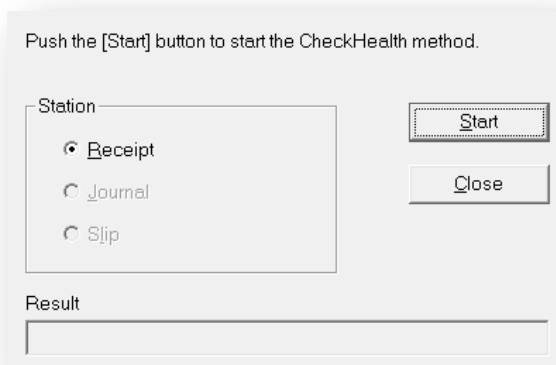 Push the [Start] button to start the CheckHealth method.
Station
Receipt
Start
Journal
Close
Slip
Result